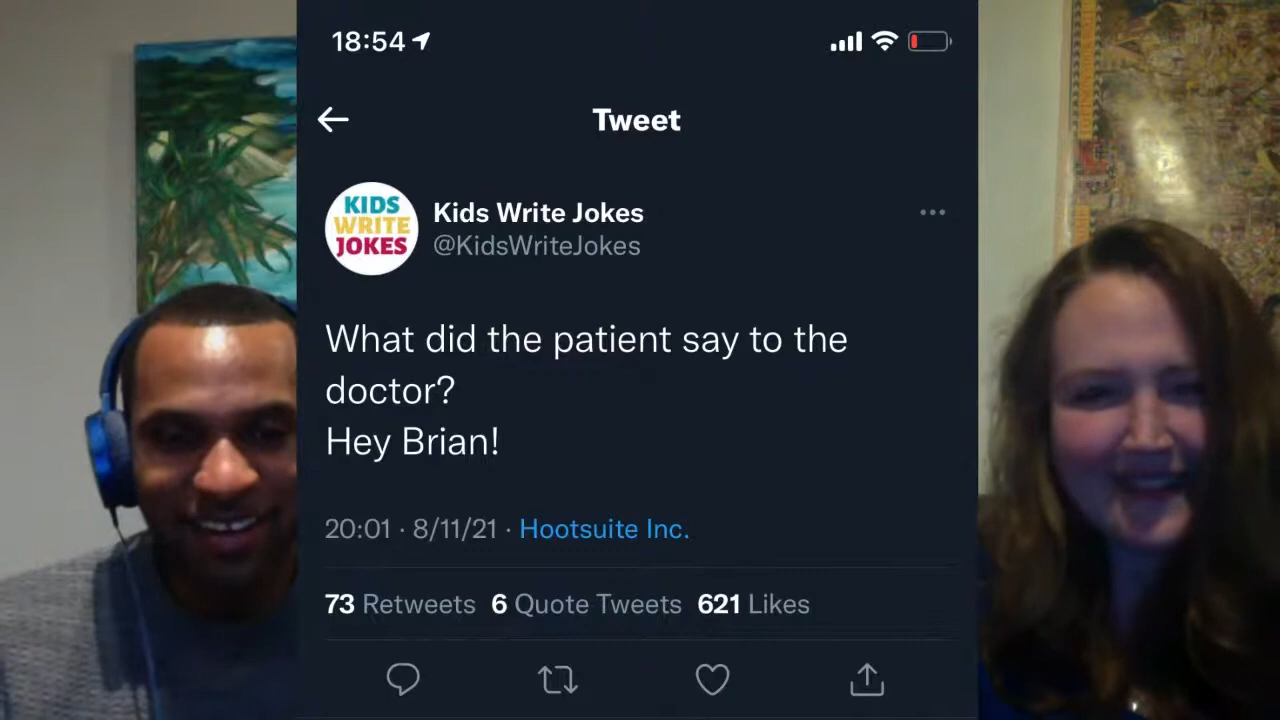 18:54
Tweet
KIDS
WRITE
JOKES
Kids Write Jokes
@KidsWriteJokes
What did the patient say to the
doctor?
Hey Brian!
20:01 · 8/11/21 · Hootsuite Inc.
73 Retweets 6 Quote Tweets 621 Likes